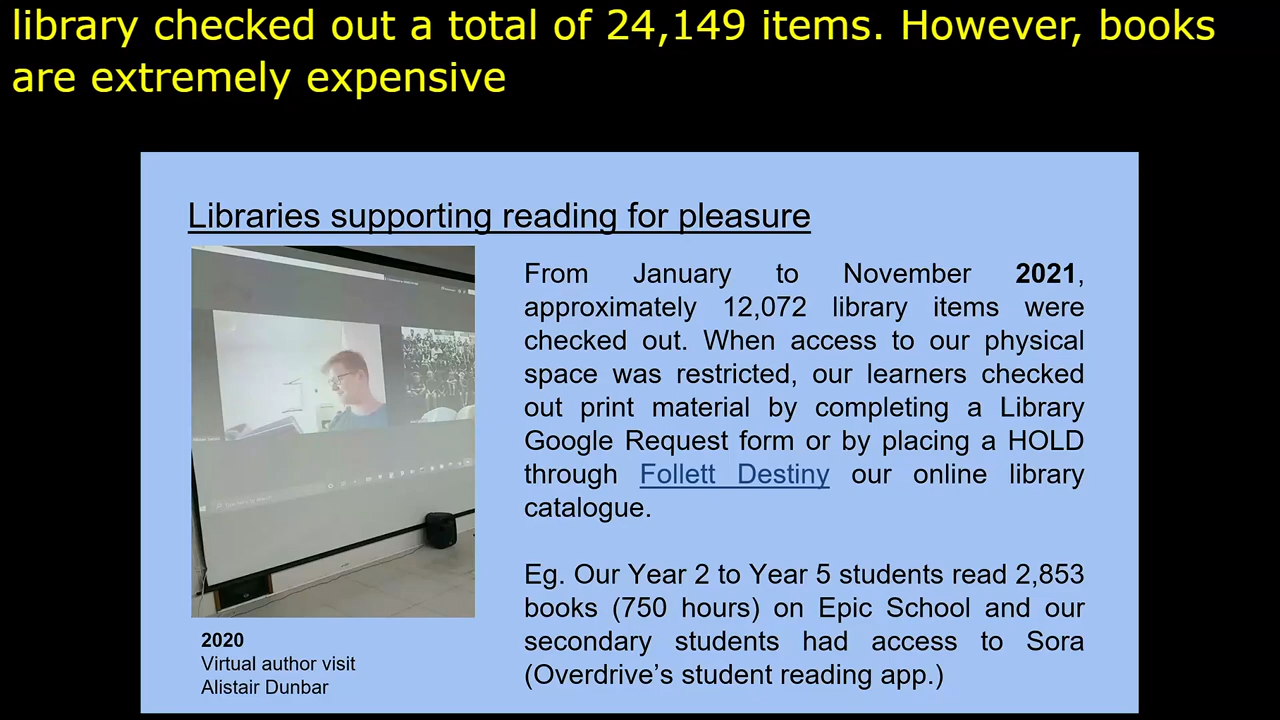 library checked out a total of 24,149 items. However, books
are extremely expensive
Libraries supporting reading for pleasure
From January to November 2021,
approximately 12,072 library items were
checked out. When access to our physical
space was restricted, our learners checked
out print material by completing a Library
Google Request form or by placing a HOLD
through Follett Destiny our online library
catalogue.
Eg. Our Year 2 to Year 5 students read 2,853
books (750 hours) on Epic School and our
secondary students had access to Sora
(Overdrive's student reading app.)
2020
Virtual author visit
Alistair Dunbar